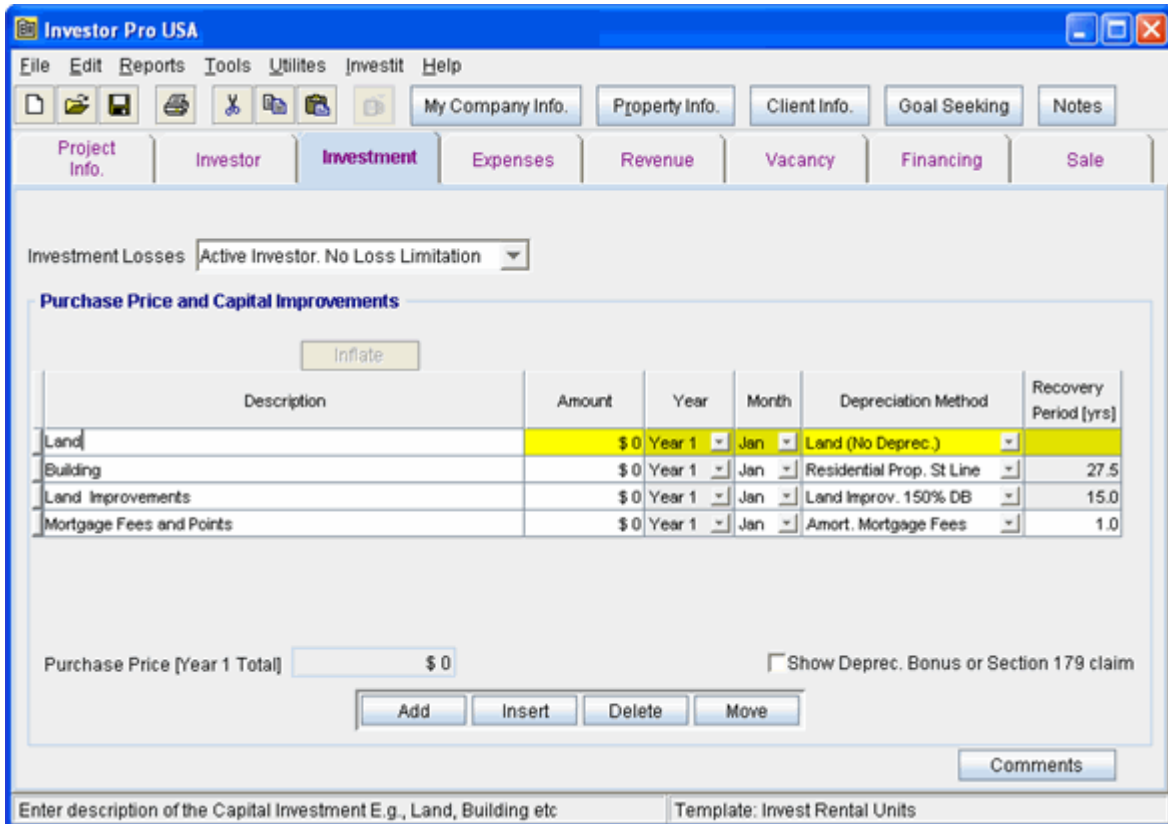 Investor Pro USA
File Edit Reports Tools Utilites Investit Help
My Company Info. Property Info. Client Info. Goal Seeking Notes
Project Info. Investor Investment Expenses Revenue Vacancy Financing Sale
Investment Losses Active Investor. No Loss Limitation
Purchase Price and Capital Improvements
Inflate
Description Amount Year Month Depreciation Method Recovery Period [yrs]
Land $ 0 Year 1 Jan Land (No Deprec.)
Building $ 0 Year 1 Jan Residential Prop. St Line 27.5
Land Improvements $ 0 Year 1 Jan Land Improv. 150% DB 15.0
Mortgage Fees and Points $ 0 Year 1 Jan Amort. Mortgage Fees 1.0
Purchase Price [Year 1 Total] $ 0 Show Deprec. Bonus or Section 179 claim
Add Insert Delete Move
Comments
Enter description of the Capital Investment E.g., Land, Building etc Template: Invest Rental Units